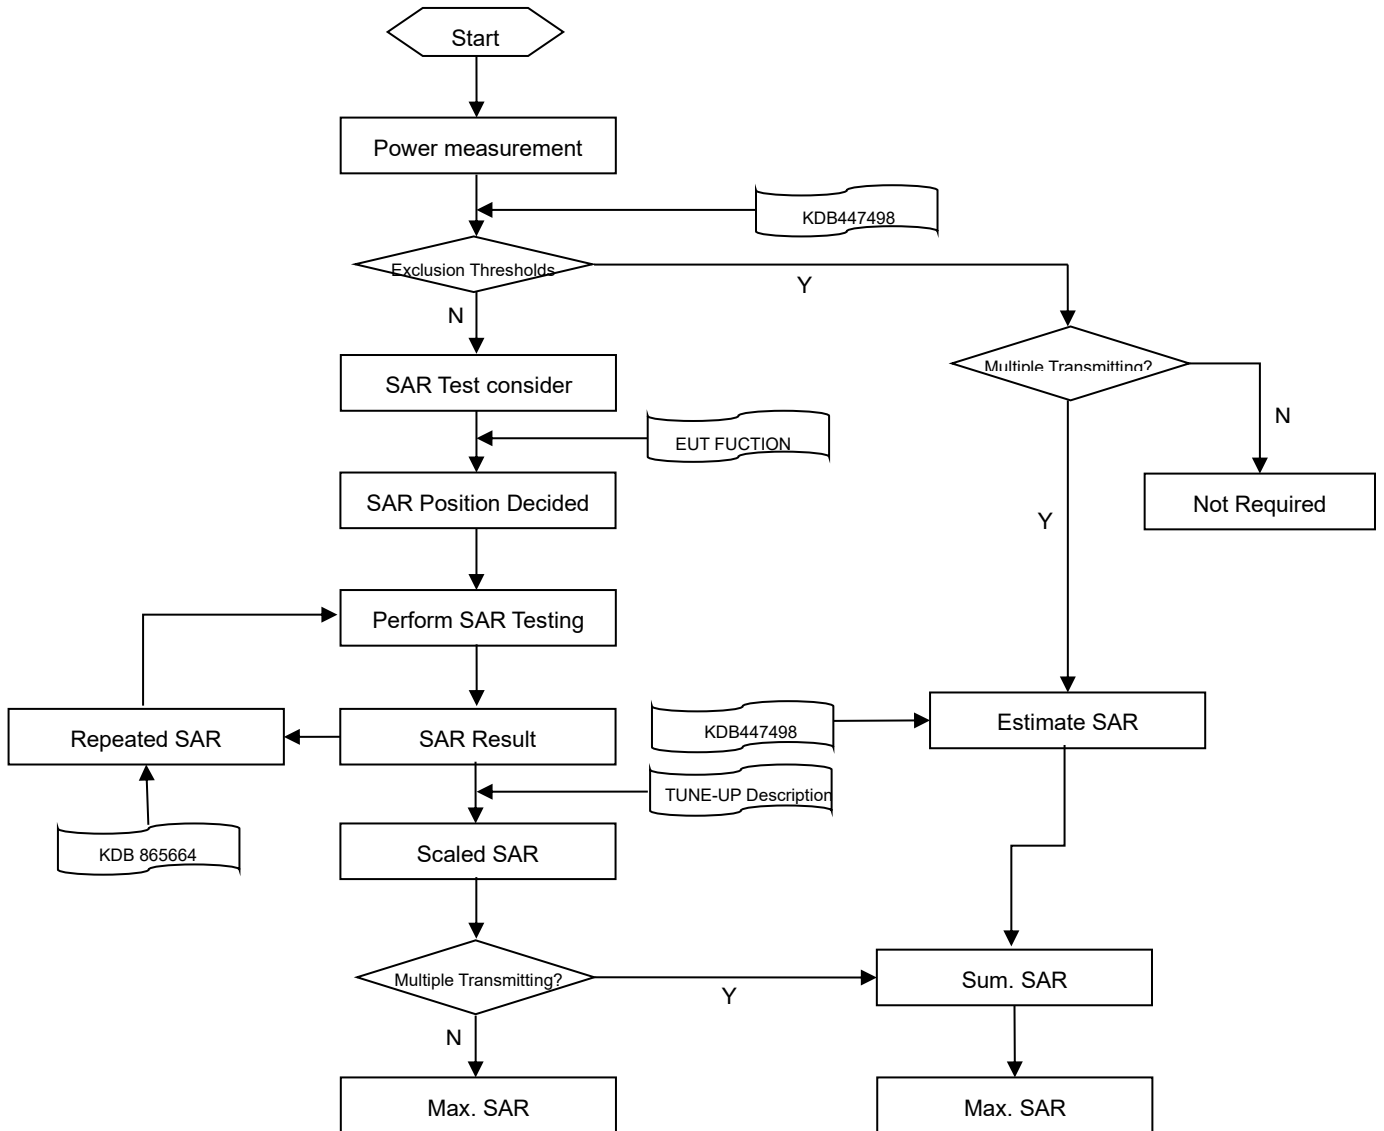 Start
Power measurement
KDB447498
Exclusion Thresholds
Y
N
Multiple Transmitting?
SAR Test consider
N
EUT FUCTION
SAR Position Decided
Not Required
Y
Perform SAR Testing
Repeated SAR
SAR Result
KDB447498
Estimate SAR
TUNE-UP Description
KDB 865664
Scaled SAR
Multiple Transmitting?
Y
Sum. SAR
N
Max. SAR
Max. SAR